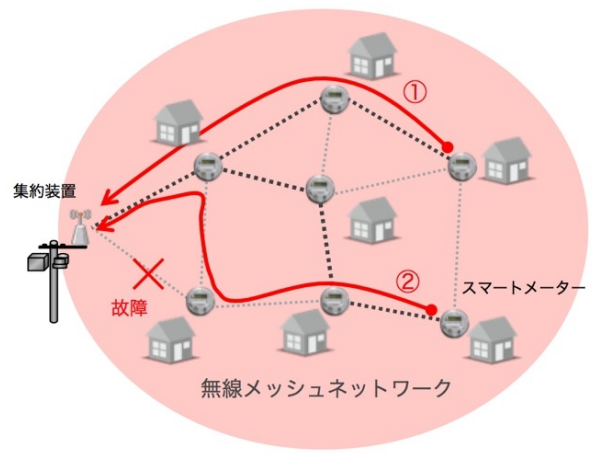 ①
集約装置
②
スマートメーター
故障
無線メッシュネットワーク